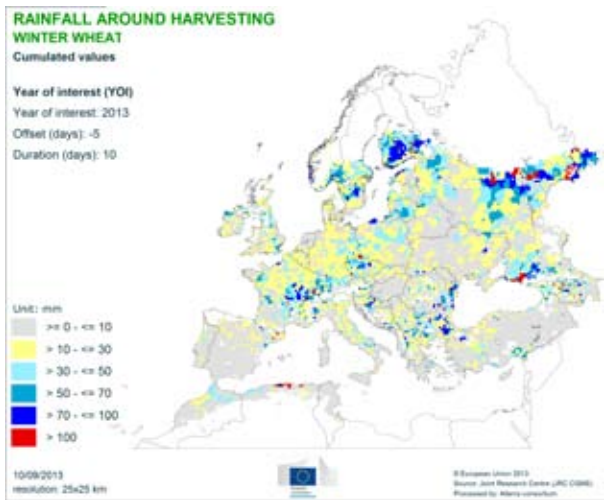 RAINFALL AROUND HARVESTING
WINTER WHEAT
Cumulated values
Year of interest (YOI)
Year of interest: 2013
Offset (days): -5
Duration (days): 10
Unit: mm
>= 0 - <= 10
> 10 - <= 30
> 30 - <= 50
> 50 - <= 70
> 70 - <= 100
> 100
10/09/2013
resolution: 25x25 km
© European Union 2013
Source: Joint Research Centre (JRC CGMS)
Processed by: Alterra consortium